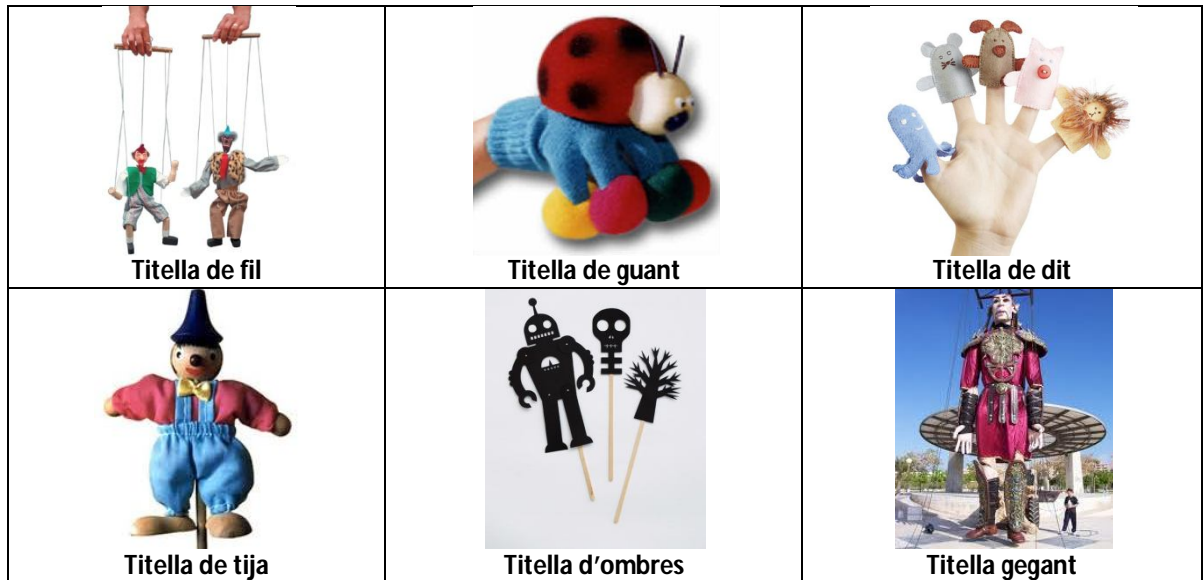 Titella de fil
Titella de guant
Titella de dit
Titella de tija
Titella d’ombres
Titella gegant